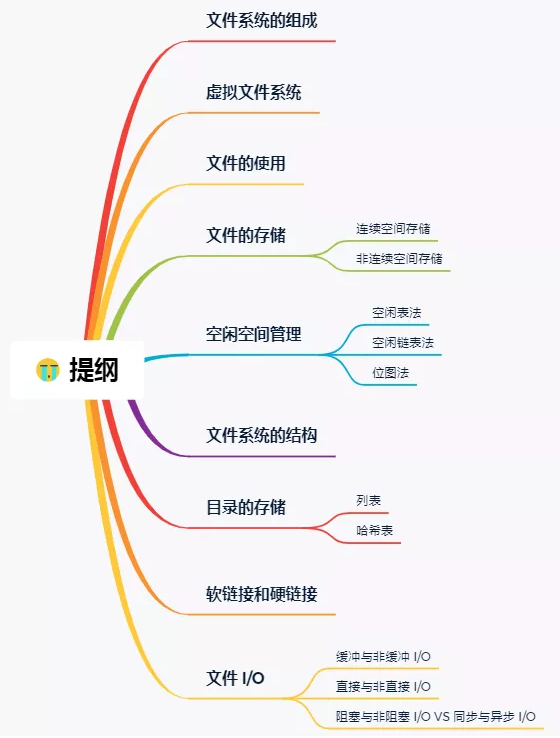 文件系统的组成
虚拟文件系统
文件的使用
文件的存储
连续空间存储
非连续空间存储
空闲空间管理
空闲表法
空闲链表法
位图法
提纲
文件系统的结构
目录的存储
列表
哈希表
软链接和硬链接
文件 I/O
缓冲与非缓冲 I/O
直接与非直接 I/O
阻塞与非阻塞 I/O VS 同步与异步 I/O